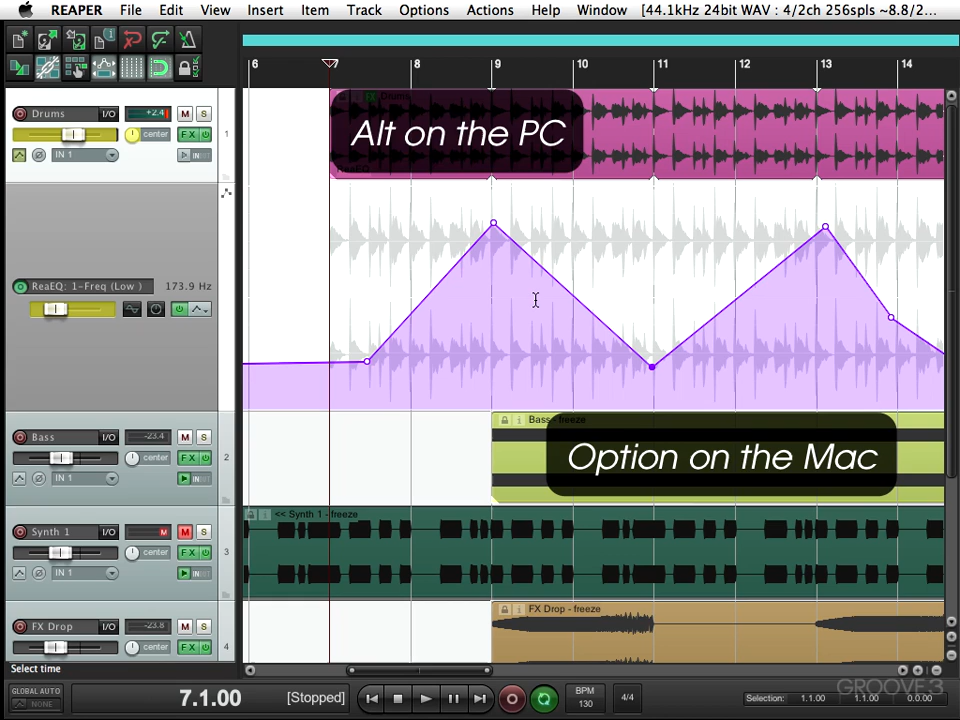 REAPER File Edit View Insert Item Track Options Actions Help Window [44.1kHz 24bit WAV : 4/2ch 256spls ~8.8/2...
6 7 8 9 10 11 12 13 14
Drums I/O +2.4 M S
center FX 1
IN 1
Alt on the PC
ReaEQ: 1-Freq (Low ) 173.9 Hz
Bass I/O -23.4 M S
center FX 2
IN 1
Bass - freeze
Option on the Mac
Synth 1 I/O M M S
center FX 3
IN 1
<< Synth 1 - freeze
FX Drop I/O -23.8 M S
center FX 4
FX Drop - freeze
Select time
GLOBAL AUTO
NONE
7.1.00 [Stopped]
BPM
130
4/4
Selection: 1.1.00 1.1.00 0.0.00
GROOVE3